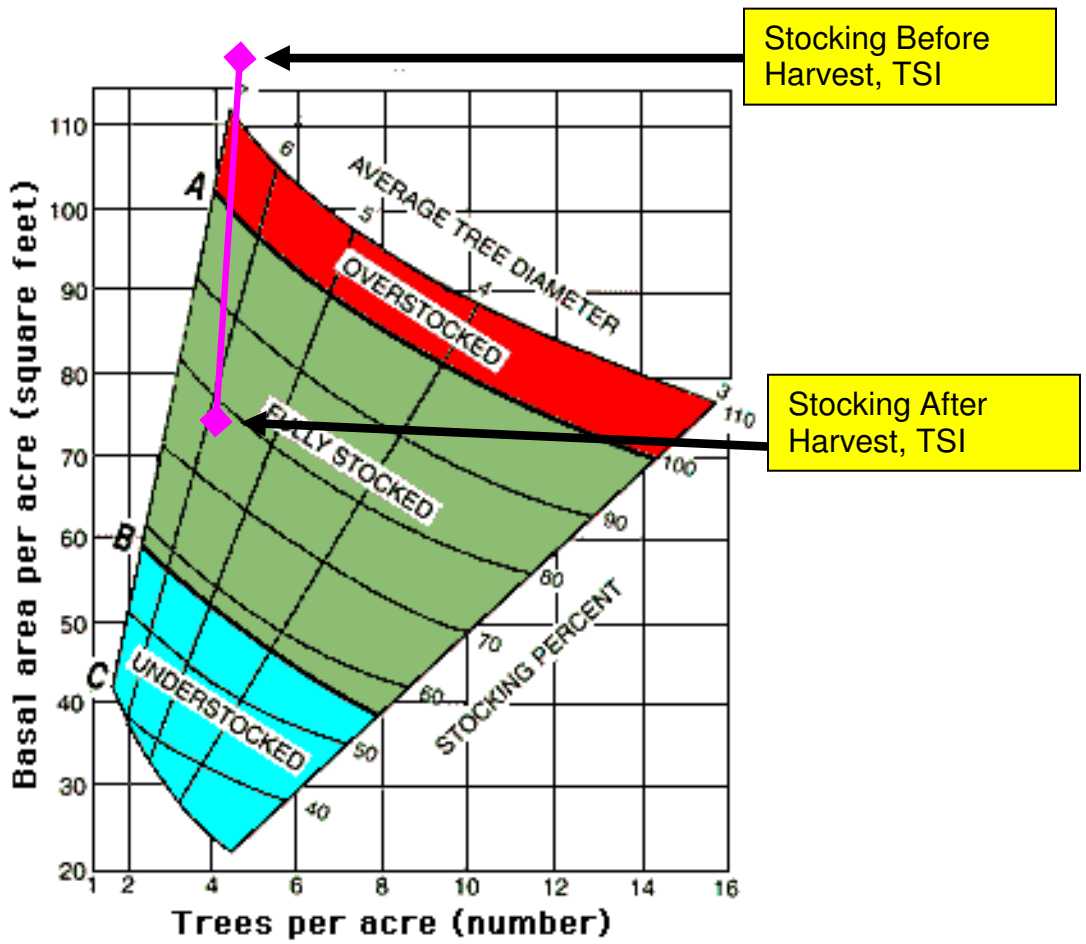 Stocking Before
Harvest, TSI
110
100
90
80
70
60
50
40
30
20
Basal area per acre (square feet)
A
B
C
6
5
4
3
AVERAGE TREE DIAMETER
OVERSTOCKED
FULLY STOCKED
UNDERSTOCKED
Stocking After
Harvest, TSI
110
100
90
80
70
60
50
40
STOCKING PERCENT
1 2 4 6 8 10 12 14 16
Trees per acre (number)